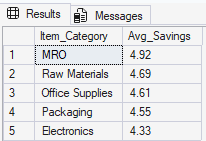 Results Messages
Item_Category Avg_Savings
1 MRO 4.92
2 Raw Materials 4.69
3 Office Supplies 4.61
4 Packaging 4.55
5 Electronics 4.33